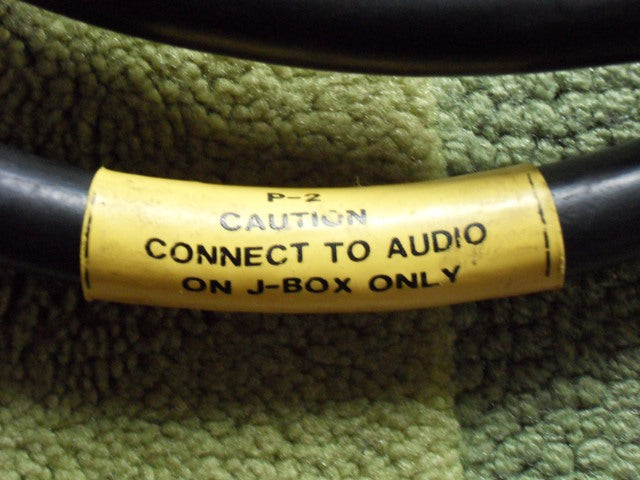 P-2
CAUTION
CONNECT TO AUDIO
ON J-BOX ONLY